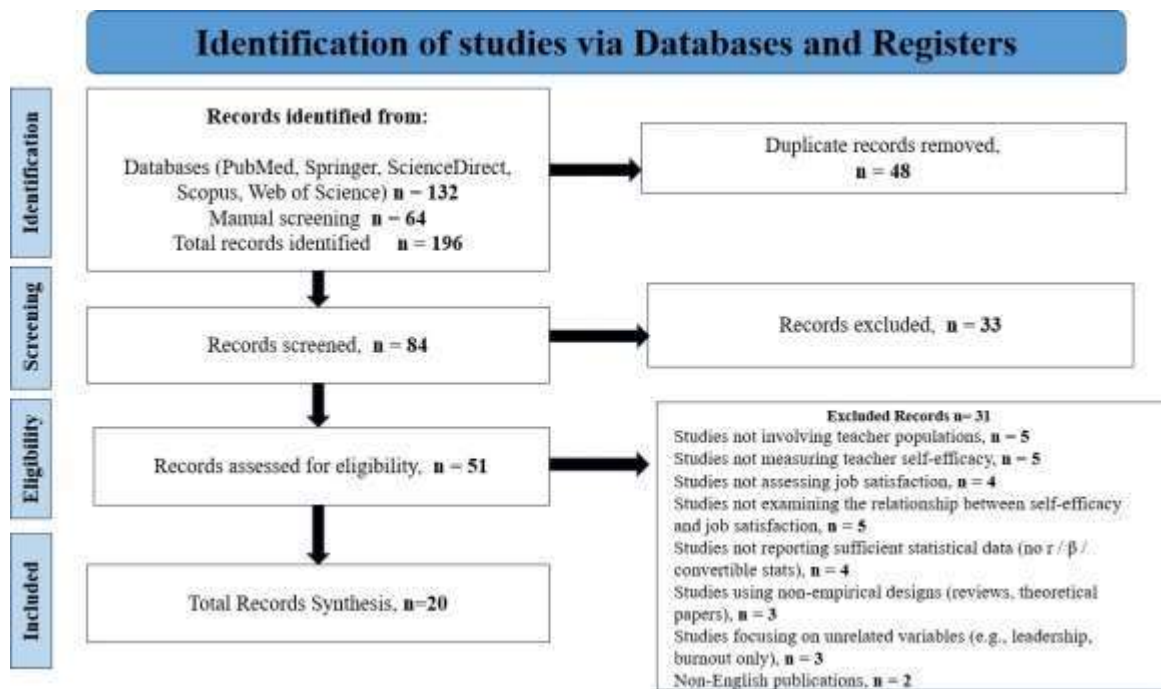 Identification of studies via Databases and Registers
Identification
Records identified from:
Databases (PubMed, Springer, ScienceDirect,
Scopus, Web of Science) n = 132
Manual screening n = 64
Total records identified n = 196
Duplicate records removed,
n = 48
Screening
Records screened, n = 84
Records excluded, n = 33
Eligibility
Records assessed for eligibility, n = 51
Excluded Records n= 31
Studies not involving teacher populations, n = 5
Studies not measuring teacher self-efficacy, n = 5
Studies not assessing job satisfaction, n = 4
Studies not examining the relationship between self-efficacy
and job satisfaction, n = 5
Studies not reporting sufficient statistical data (no r / β /
convertible stats), n = 4
Studies using non-empirical designs (reviews, theoretical
papers), n = 3
Studies focusing on unrelated variables (e.g., leadership,
burnout only), n = 3
Non-English publications, n = 2
Included
Total Records Synthesis, n=20